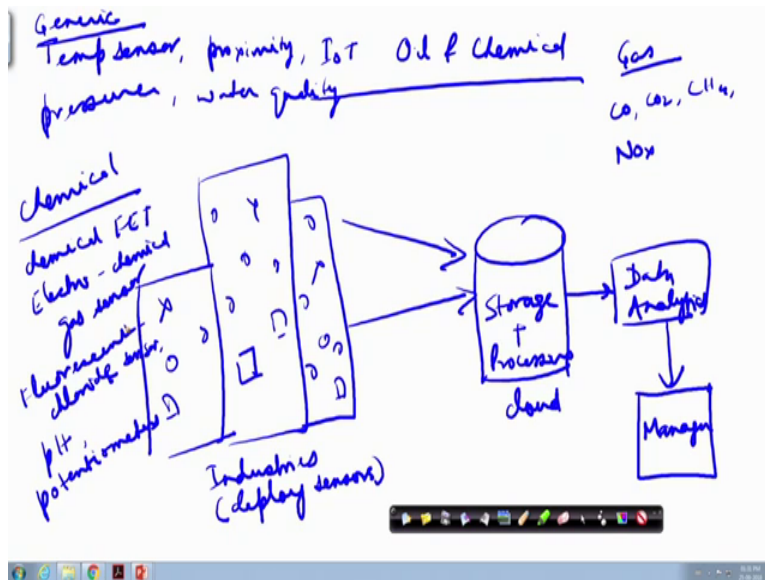 Generic
Temp sensor, proximity, IoT Oil & Chemical
pressure, water quality
Gas
CO, CO2, CH4,
NOx
Chemical
chemical FET
Electro-chemical
gas sensor
Fluorescent
chloride sensor,
pH,
potentiometric
Industries
(deploy sensors)
Storage
+
Processing
cloud
Data
Analytics
Manager